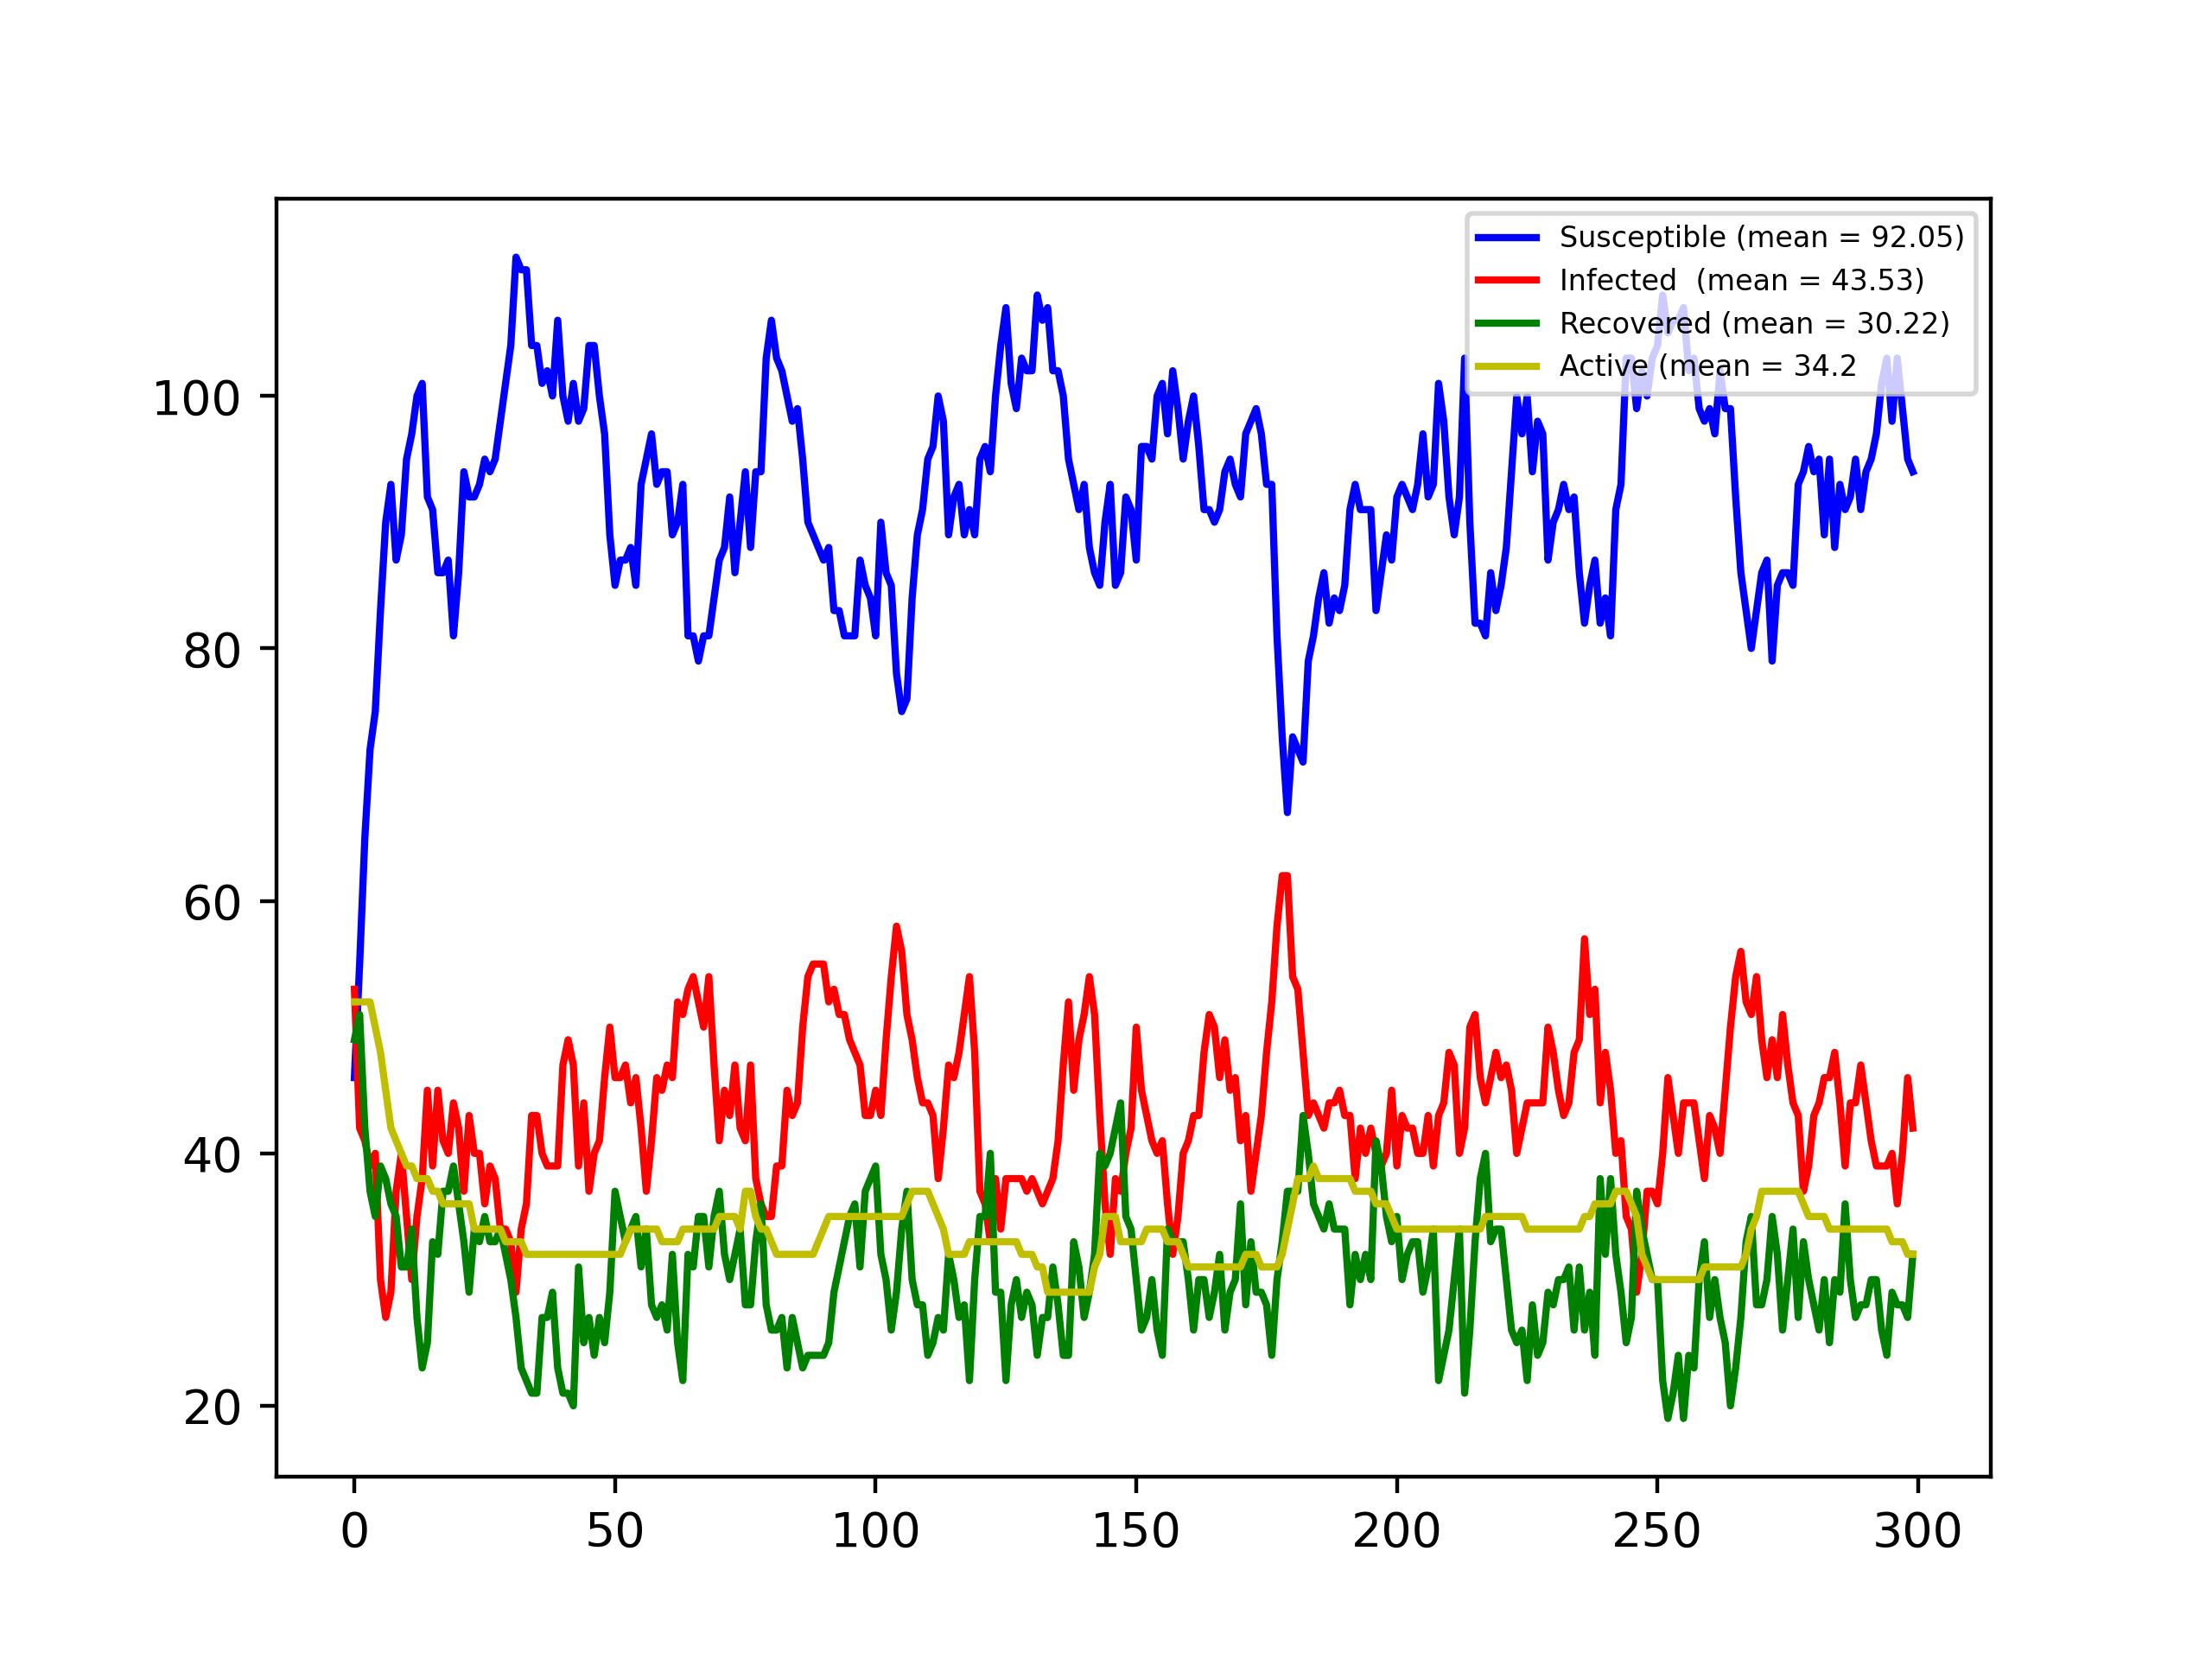 Susceptible (mean = 92.05)
Infected  (mean = 43.53)
Recovered (mean = 30.22)
Active (mean = 34.2
100
80
60
40
20
0 50 100 150 200 250 300